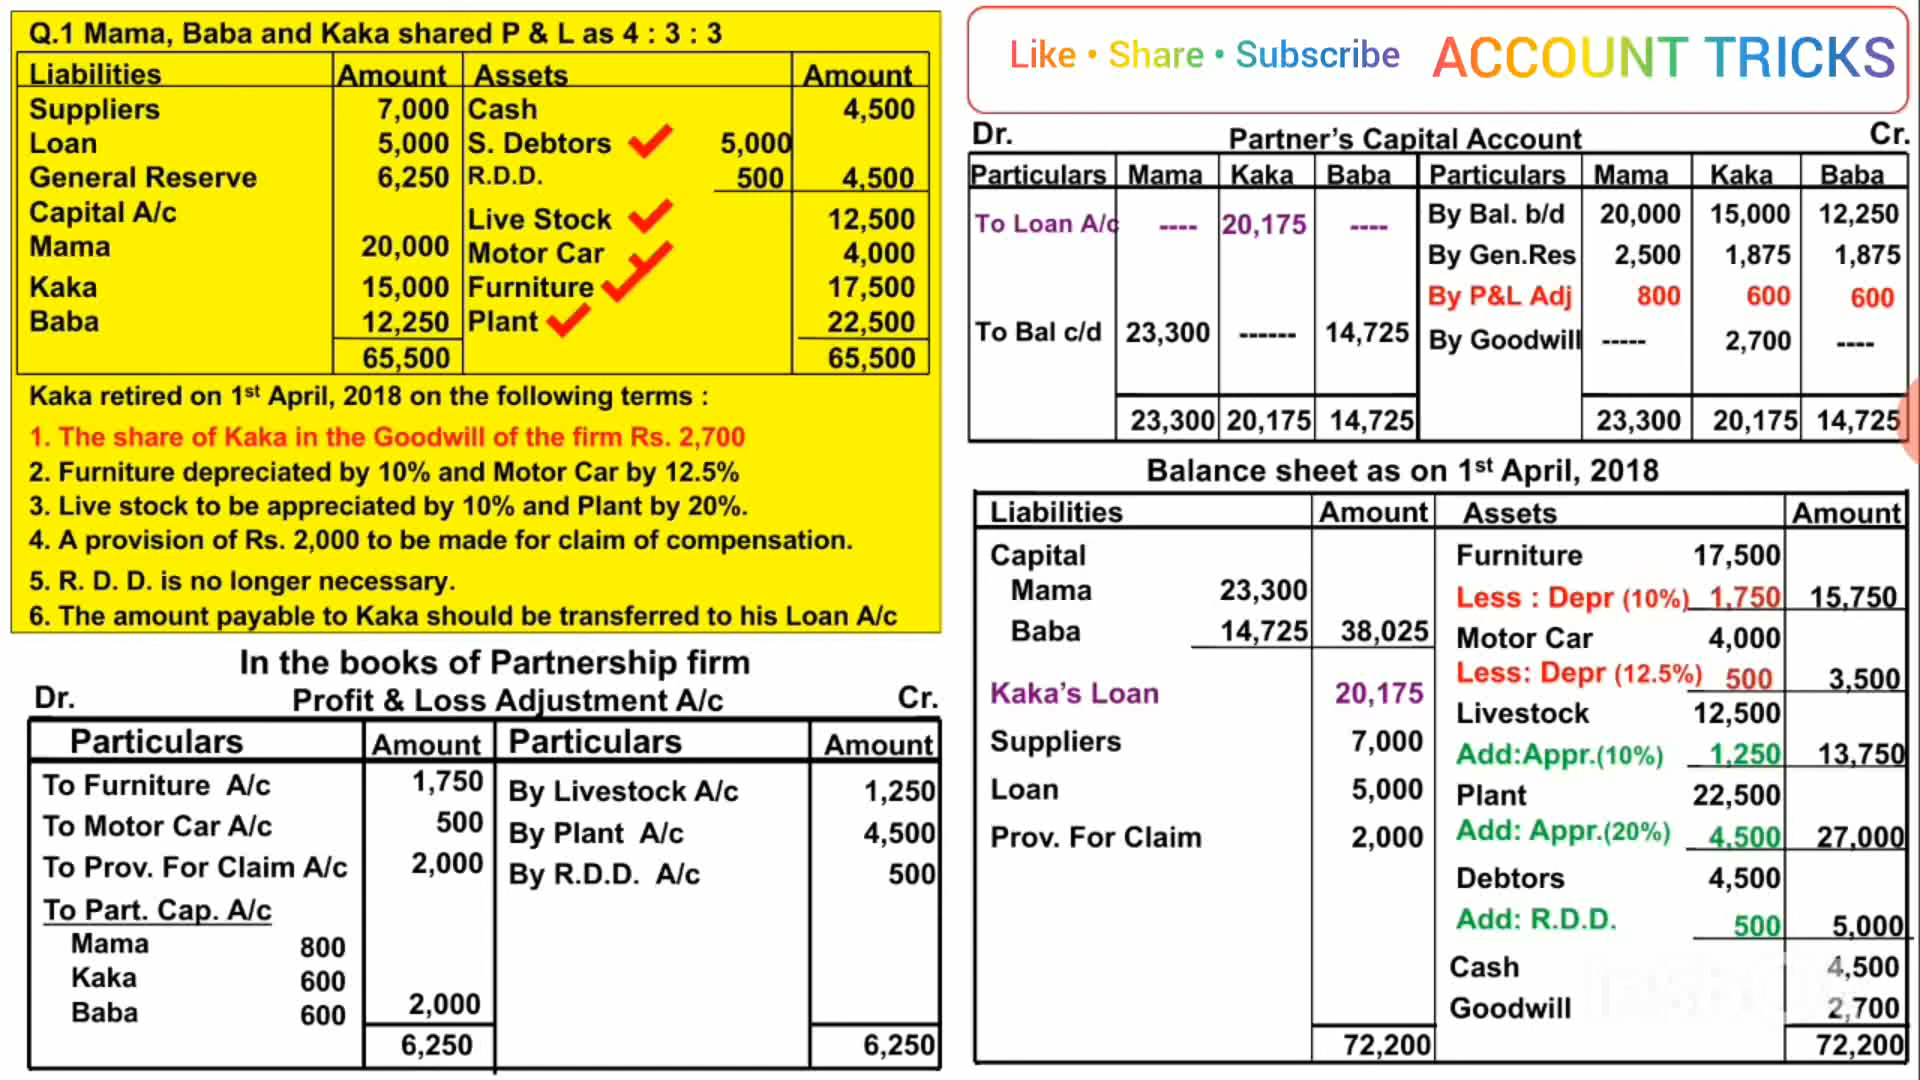 Q.1 Mama, Baba and Kaka shared P & L as 4 : 3 : 3
Liabilities Amount Assets Amount
Suppliers 7,000 Cash 4,500
Loan 5,000 S. Debtors 5,000
General Reserve 6,250 R.D.D. 500 4,500
Capital A/c Live Stock 12,500
Mama 20,000 Motor Car 4,000
Kaka 15,000 Furniture 17,500
Baba 12,250 Plant 22,500
65,500 65,500
Kaka retired on 1st April, 2018 on the following terms :
1. The share of Kaka in the Goodwill of the firm Rs. 2,700
2. Furniture depreciated by 10% and Motor Car by 12.5%
3. Live stock to be appreciated by 10% and Plant by 20%.
4. A provision of Rs. 2,000 to be made for claim of compensation.
5. R. D. D. is no longer necessary.
6. The amount payable to Kaka should be transferred to his Loan A/c
In the books of Partnership firm
Dr. Profit & Loss Adjustment A/c Cr.
Particulars Amount Particulars Amount
To Furniture A/c 1,750 By Livestock A/c 1,250
To Motor Car A/c 500 By Plant A/c 4,500
To Prov. For Claim A/c 2,000 By R.D.D. A/c 500
To Part. Cap. A/c
Mama 800
Kaka 600
Baba 600 2,000
6,250 6,250
Like • Share • Subscribe ACCOUNT TRICKS
Dr. Partner's Capital Account Cr.
Particulars Mama Kaka Baba Particulars Mama Kaka Baba
To Loan A/c ---- 20,175 ---- By Bal. b/d 20,000 15,000 12,250
By Gen.Res 2,500 1,875 1,875
By P&L Adj 800 600 600
To Bal c/d 23,300 ------ 14,725 By Goodwill ----- 2,700 ----
23,300 20,175 14,725 23,300 20,175 14,725
Balance sheet as on 1st April, 2018
Liabilities Amount Assets Amount
Capital Furniture 17,500
Mama 23,300 Less : Depr (10%) 1,750 15,750
Baba 14,725 38,025 Motor Car 4,000
Less: Depr (12.5%) 500 3,500
Kaka's Loan 20,175 Livestock 12,500
Suppliers 7,000 Add:Appr.(10%) 1,250 13,750
Loan 5,000 Plant 22,500
Prov. For Claim 2,000 Add: Appr.(20%) 4,500 27,000
Debtors 4,500
Add: R.D.D. 500 5,000
Cash 4,500
Goodwill 2,700
72,200 72,200